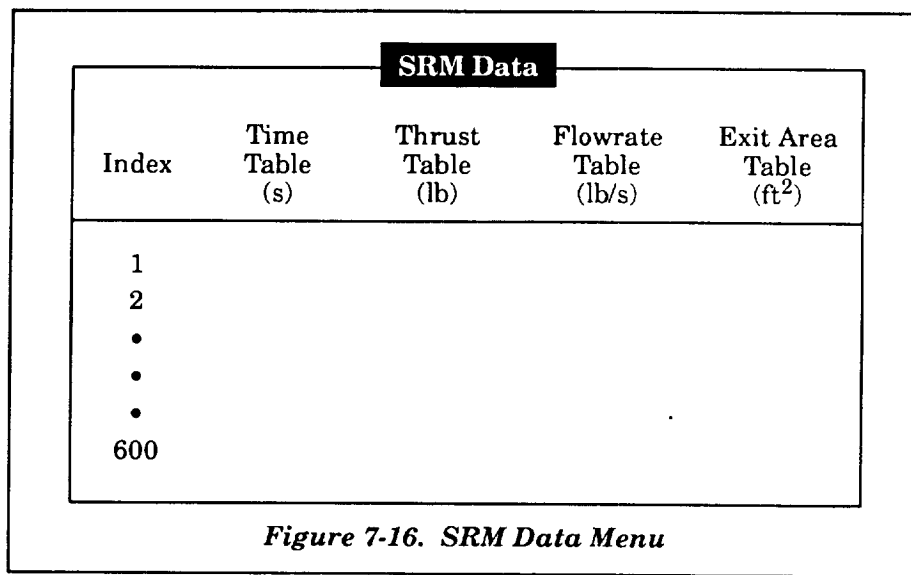 SRM Data
Index Time Table (s) Thrust Table (lb) Flowrate Table (lb/s) Exit Area Table (ft²)
1
2
•
•
•
600
Figure 7-16. SRM Data Menu